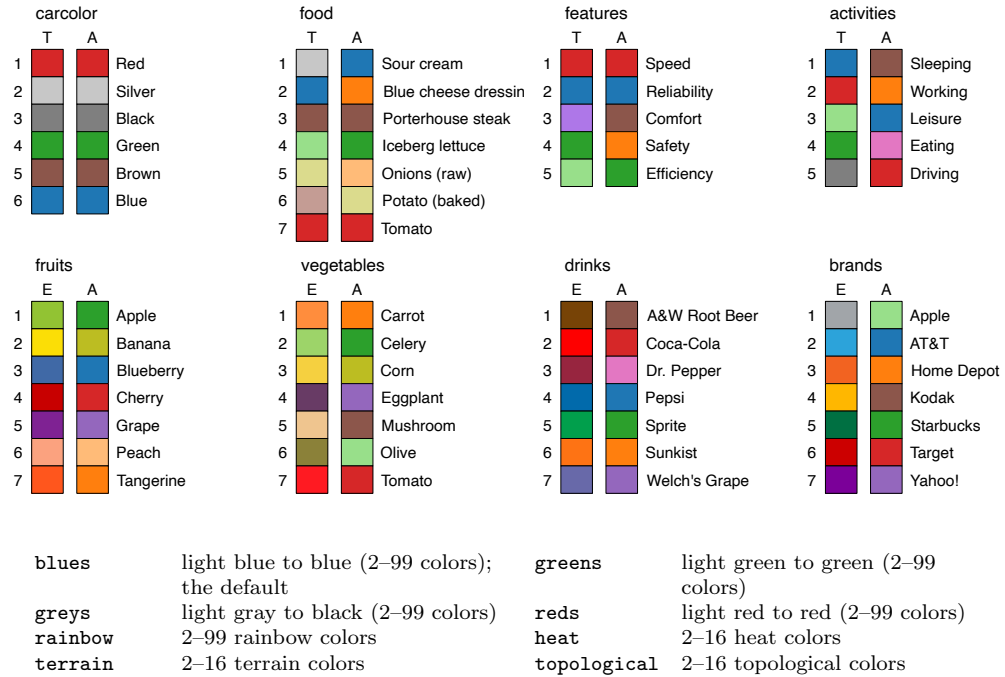 carcolor
T A
1 Red
2 Silver
3 Black
4 Green
5 Brown
6 Blue
food
T A
1 Sour cream
2 Blue cheese dressin
3 Porterhouse steak
4 Iceberg lettuce
5 Onions (raw)
6 Potato (baked)
7 Tomato
features
T A
1 Speed
2 Reliability
3 Comfort
4 Safety
5 Efficiency
activities
T A
1 Sleeping
2 Working
3 Leisure
4 Eating
5 Driving
fruits
E A
1 Apple
2 Banana
3 Blueberry
4 Cherry
5 Grape
6 Peach
7 Tangerine
vegetables
E A
1 Carrot
2 Celery
3 Corn
4 Eggplant
5 Mushroom
6 Olive
7 Tomato
drinks
E A
1 A&W Root Beer
2 Coca-Cola
3 Dr. Pepper
4 Pepsi
5 Sprite
6 Sunkist
7 Welch's Grape
brands
E A
1 Apple
2 AT&T
3 Home Depot
4 Kodak
5 Starbucks
6 Target
7 Yahoo!
blues light blue to blue (2–99 colors);
the default
greens light green to green (2–99
colors)
greys light gray to black (2–99 colors)
reds light red to red (2–99 colors)
rainbow 2–99 rainbow colors
heat 2–16 heat colors
terrain 2–16 terrain colors
topological 2–16 topological colors